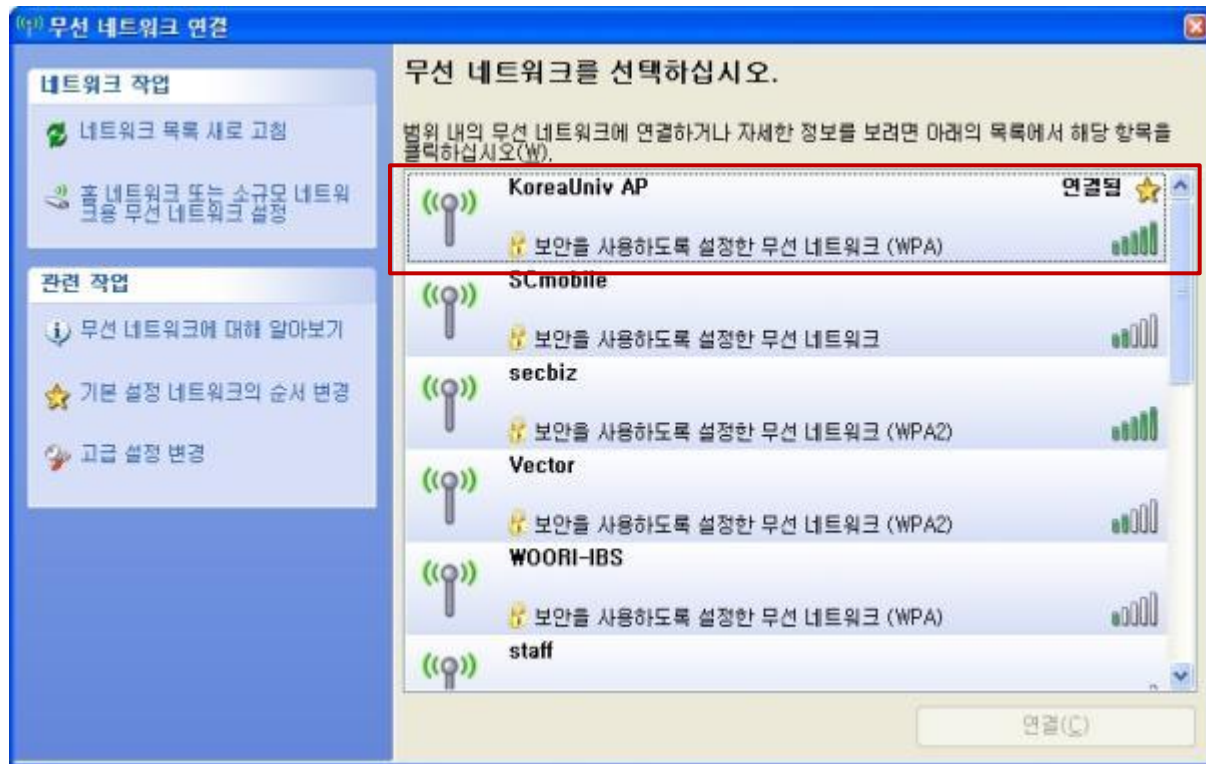 무선 네트워크 연결
네트워크 작업
네트워크 목록 새로 고침
홈 네트워크 또는 소규모 네트워
크용 무선 네트워크 설정
관련 작업
무선 네트워크에 대해 알아보기
기본 설정 네트워크의 순서 변경
고급 설정 변경
무선 네트워크를 선택하십시오.
범위 내의 무선 네트워크에 연결하거나 자세한 정보를 보려면 아래의 목록에서 해당 항목을
클릭하십시오(W).
KoreaUniv AP 연결됨
보안을 사용하도록 설정한 무선 네트워크 (WPA)
SCmobile
보안을 사용하도록 설정한 무선 네트워크
secbiz
보안을 사용하도록 설정한 무선 네트워크 (WPA2)
Vector
보안을 사용하도록 설정한 무선 네트워크 (WPA2)
WOORI-IBS
보안을 사용하도록 설정한 무선 네트워크 (WPA)
staff
연결(C)